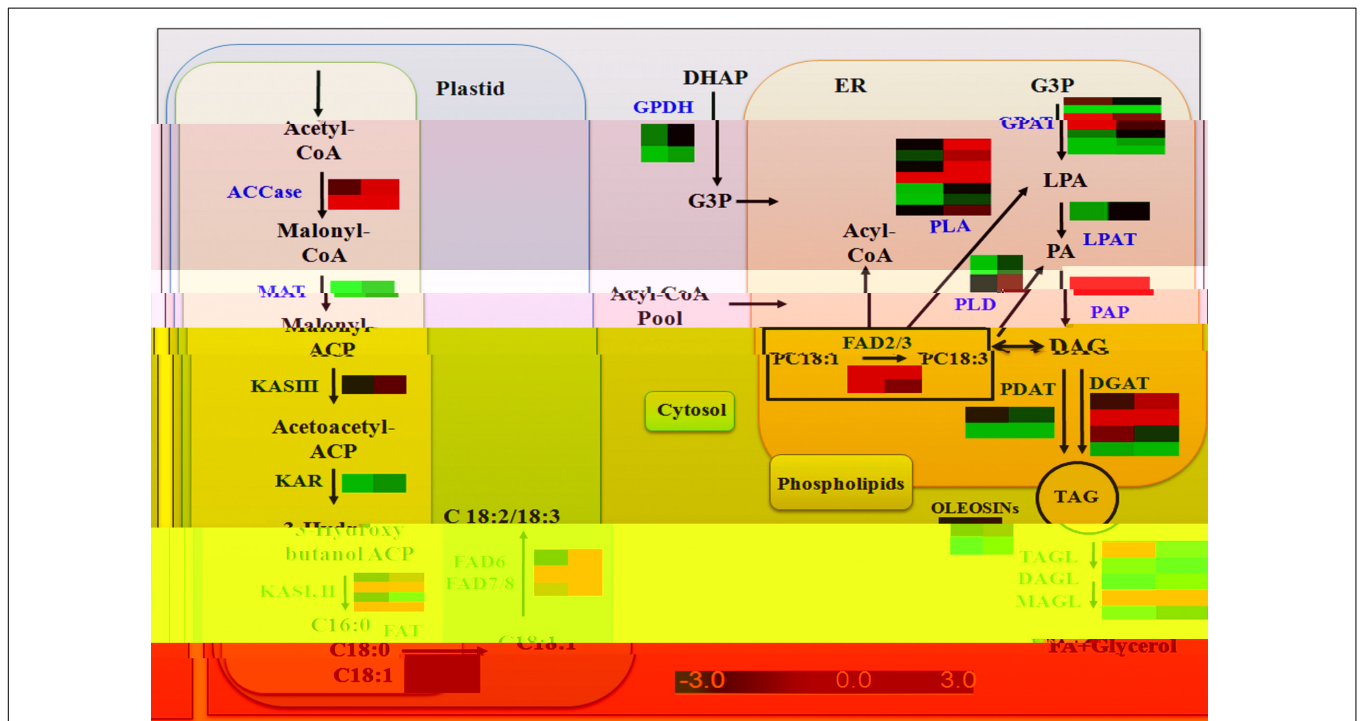 Plastid
Acetyl-
CoA
ACCase
Malonyl-
CoA
MAT
Malonyl-
ACP
KASIII
Acetoacetyl-
ACP
KAR
3-Hydroxy
butanol ACP
KASI, II
C16:0 FAT
C18:0
C18:1
C 18:2/18:3
FAD6
FAD7/8
C18:1
DHAP
GPDH
G3P
Acyl-CoA
Pool
Cytosol
ER
G3P
GPAT
LPA
PLA
LPAT
Acyl-
CoA
PA
PLD
PAP
FAD2/3
PC18:1
PC18:3
DAG
PDAT
DGAT
Phospholipids
TAG
OLEOSINs
TAGL
DAGL
MAGL
FA+Glycerol
-3.0 0.0 3.0